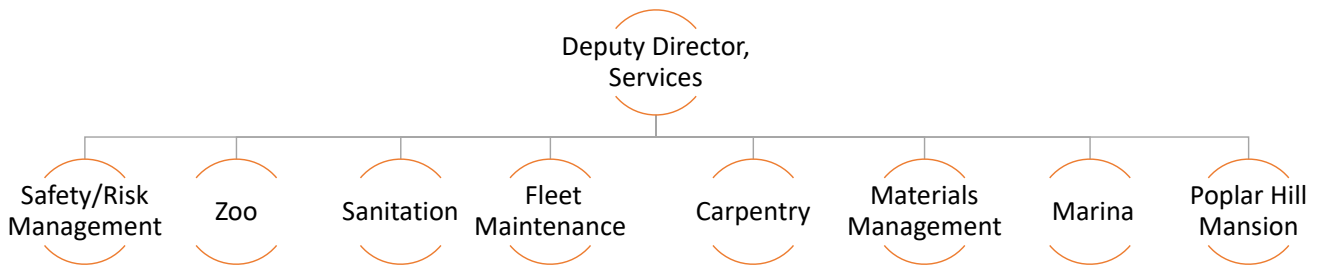 Deputy Director,
Services
Safety/Risk
Management
Zoo
Sanitation
Fleet
Maintenance
Carpentry
Materials
Management
Marina
Poplar Hill
Mansion